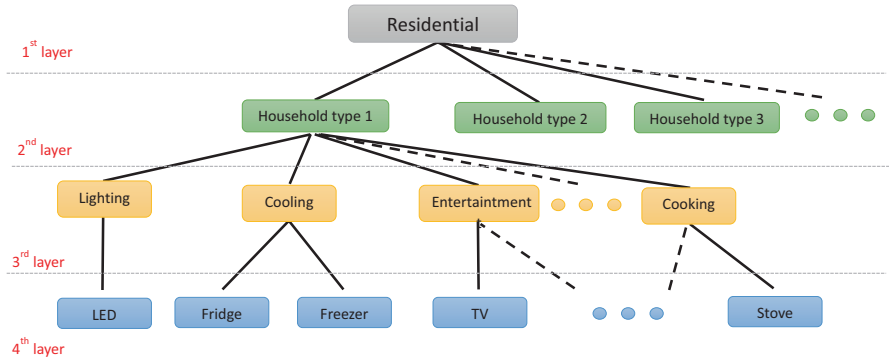 Residential
1st layer
Household type 1
Household type 2
Household type 3
2nd layer
Lighting
Cooling
Entertaintment
Cooking
3rd layer
LED
Fridge
Freezer
TV
Stove
4th layer